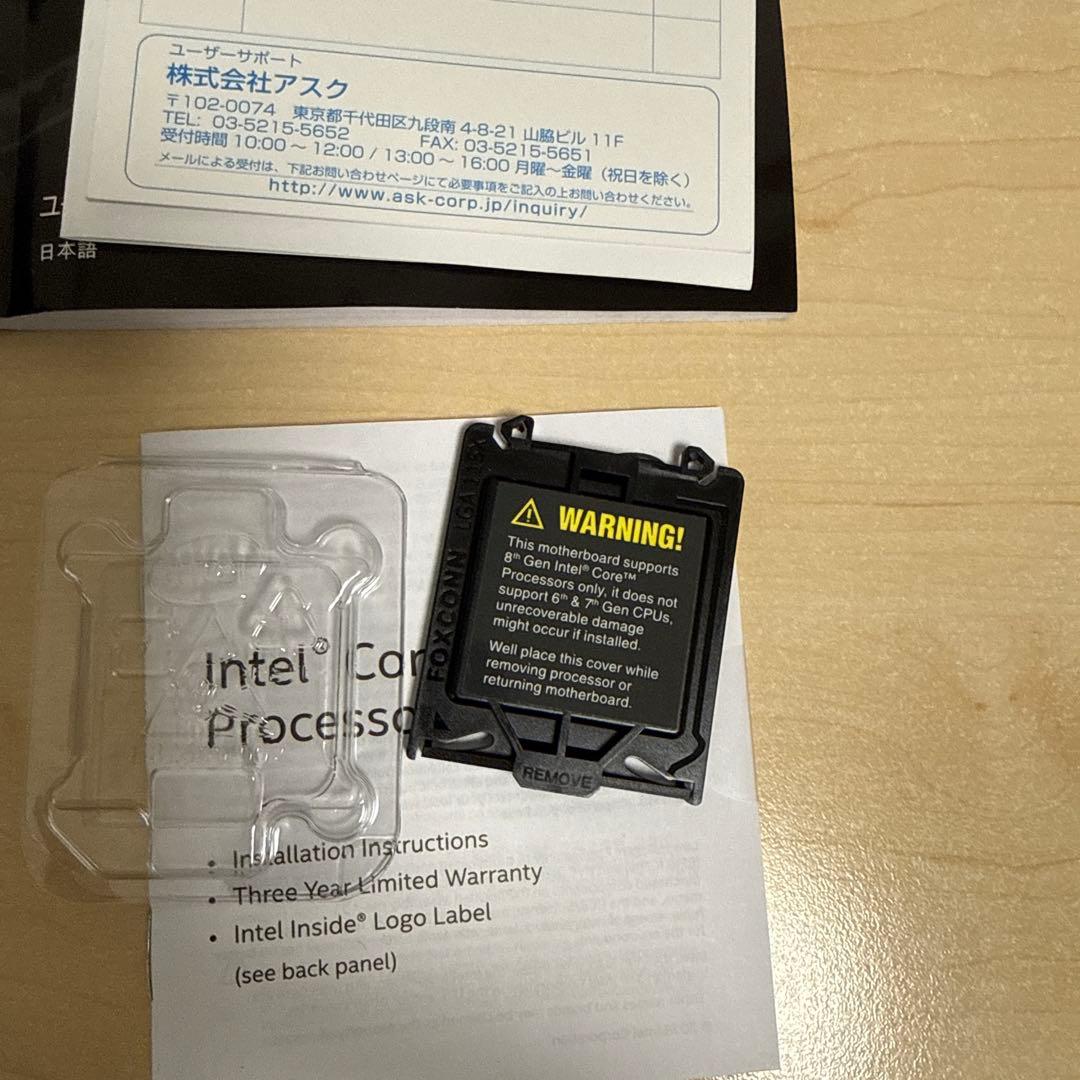 ユーザーサポート
株式会社アスク
〒102-0074 東京都千代田区九段南 4-8-21 山脇ビル 11F
TEL: 03-5215-5652 FAX: 03-5215-5651
受付時間 10:00 ~ 12:00 / 13:00 ~ 16:00 月曜~金曜(祝日を除く)
メールによる受付は、下記お問い合わせページにて必要事項をご記入の上お問い合わせください。
http://www.ask-corp.jp/inquiry/
日本語
FOXCONN LGA115X
WARNING!
This motherboard supports
8th Gen Intel® Core™
Processors only, it does not
support 6th & 7th Gen CPUs,
unrecoverable damage
might occur if installed.
Well place this cover while
removing processor or
returning motherboard.
REMOVE
Intel®
• Installation Instructions
• Three Year Limited Warranty
• Intel Inside® Logo Label
(see back panel)